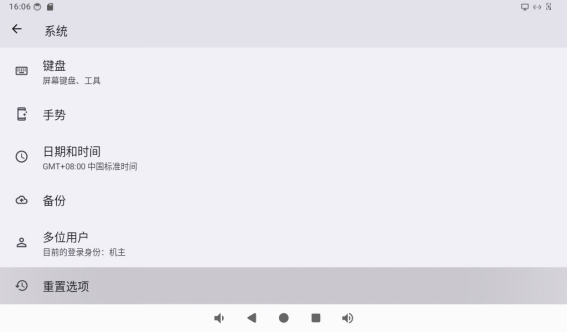 16:06
系统
键盘
屏幕键盘、工具
手势
日期和时间
GMT+08:00 中国标准时间
备份
多位用户
目前的登录身份：机主
重置选项